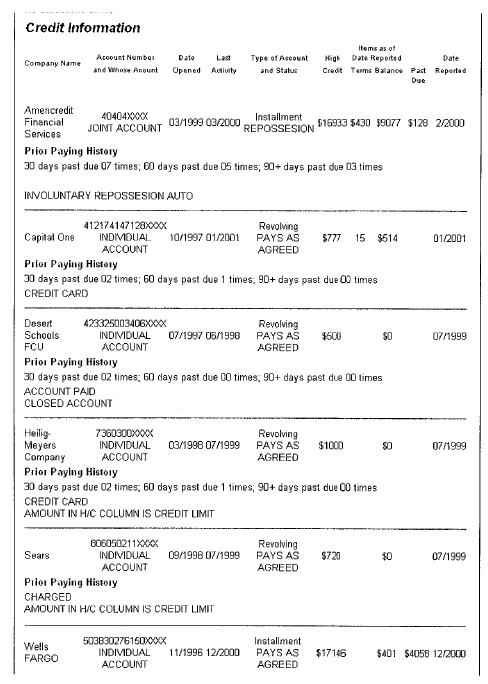 Credit Information
Items as of
Account Number Date Last Type of Account High Date Reported Date
Company Name and Whose Acount Opened Activity and Status Credit Terms Balance Past Due Reported
Americredit Financial Services 40404XXXX JOINT ACCOUNT 03/1999 03/2000 Installment REPOSSESION $16933 $430 $9077 $128 2/2000
Prior Paying History
30 days past due 07 times; 60 days past due 05 times; 90+ days past due 03 times
INVOLUNTARY REPOSSESION AUTO
Capital One 412174147128XXXX INDIVIDUAL ACCOUNT 10/1997 01/2001 Revolving PAYS AS AGREED $777 15 $514 01/2001
Prior Paying History
30 days past due 02 times; 60 days past due 1 times; 90+ days past due 00 times
CREDIT CARD
Desert Schools FCU 423325003406XXXX INDIVIDUAL ACCOUNT 07/1997 06/1998 Revolving PAYS AS AGREED $500 $0 07/1999
Prior Paying History
30 days past due 02 times; 60 days past due 00 times; 90+ days past due 00 times
ACCOUNT PAID
CLOSED ACCOUNT
Heilig-Meyers Company 7360300XXXX INDIVIDUAL ACCOUNT 03/1998 07/1999 Revolving PAYS AS AGREED $1000 $0 07/1999
Prior Paying History
30 days past due 02 times; 60 days past due 1 times; 90+ days past due 00 times
CREDIT CARD
AMOUNT IN H/C COLUMN IS CREDIT LIMIT
Sears 606050211XXXX INDIVIDUAL ACCOUNT 09/1998 07/1999 Revolving PAYS AS AGREED $720 $0 07/1999
Prior Paying History
CHARGED
AMOUNT IN H/C COLUMN IS CREDIT LIMIT
Wells FARGO 503830276150XXXX INDIVIDUAL ACCOUNT 11/1996 12/2000 Installment PAYS AS AGREED $17146 $401 $4058 12/2000